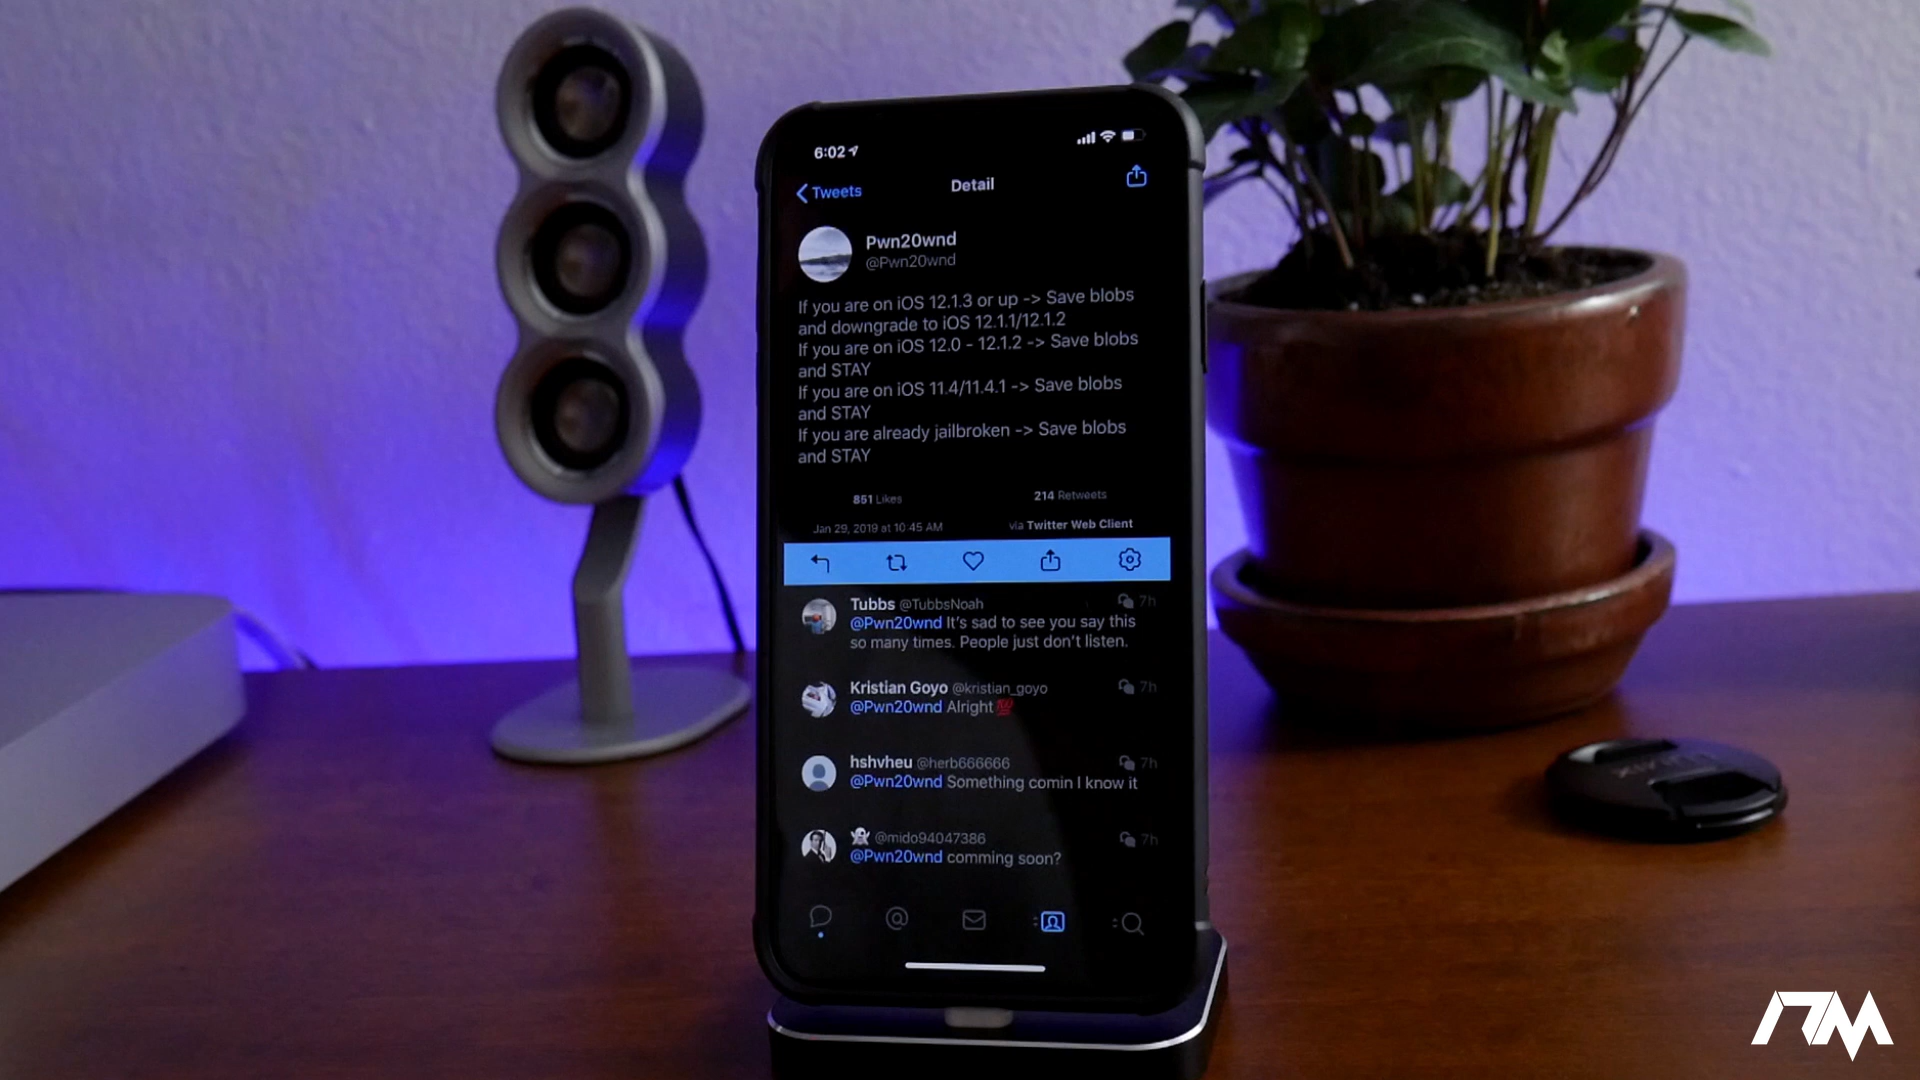 6:02
Tweets
Detail
Pwn20wnd
@Pwn20wnd
If you are on iOS 12.1.3 or up -> Save blobs
and downgrade to iOS 12.1.1/12.1.2
If you are on iOS 12.0 - 12.1.2 -> Save blobs
and STAY
If you are on iOS 11.4/11.4.1 -> Save blobs
and STAY
If you are already jailbroken -> Save blobs
and STAY
851 Likes
214 Retweets
Jan 29, 2019 at 10:45 AM
via Twitter Web Client
Tubbs @TubbsNoah 7h
@Pwn20wnd It's sad to see you say this
so many times. People just don't listen.
Kristian Goyo @kristian_goyo 7h
@Pwn20wnd Alright💯
hshvheu @herb666666 7h
@Pwn20wnd Something comin I know it
👻 @mido94047386 7h
@Pwn20wnd comming soon?